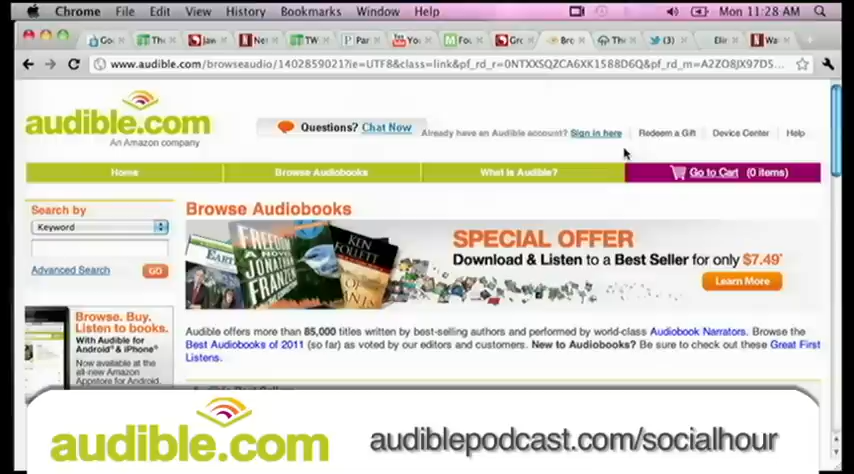 Chrome File Edit View History Bookmarks Window Help Mon 11:28 AM
www.audible.com/browseaudio/1402859021?ie=UTF8&class=link&pf_rd_r=0NTXXSQZCA6XK1588D6Q&pf_rd_m=A2ZO8JX97D5...
audible.com
An Amazon company
Questions? Chat Now
Already have an Audible account? Sign in here
Redeem a Gift
Device Center
Help
Home
Browse Audiobooks
What is Audible?
Go to Cart (0 items)
Search by
Keyword
Advanced Search
GO
Browse Audiobooks
FREEDOM
A NOVEL
JONATHAN
FRANZEN
KEN
FOLLETT
SPECIAL OFFER
Download & Listen to a Best Seller for only $7.49*
Learn More
Browse. Buy.
Listen to books.
With Audible for
Android® & iPhone®
Now available at the
all-new Amazon
Appstore for Android.
Audible offers more than 85,000 titles written by best-selling authors and performed by world-class Audiobook Narrators. Browse the
Best Audiobooks of 2011 (so far) as voted by our editors and customers. New to Audiobooks? Be sure to check out these Great First
Listens.
audible.com
audiblepodcast.com/socialhour